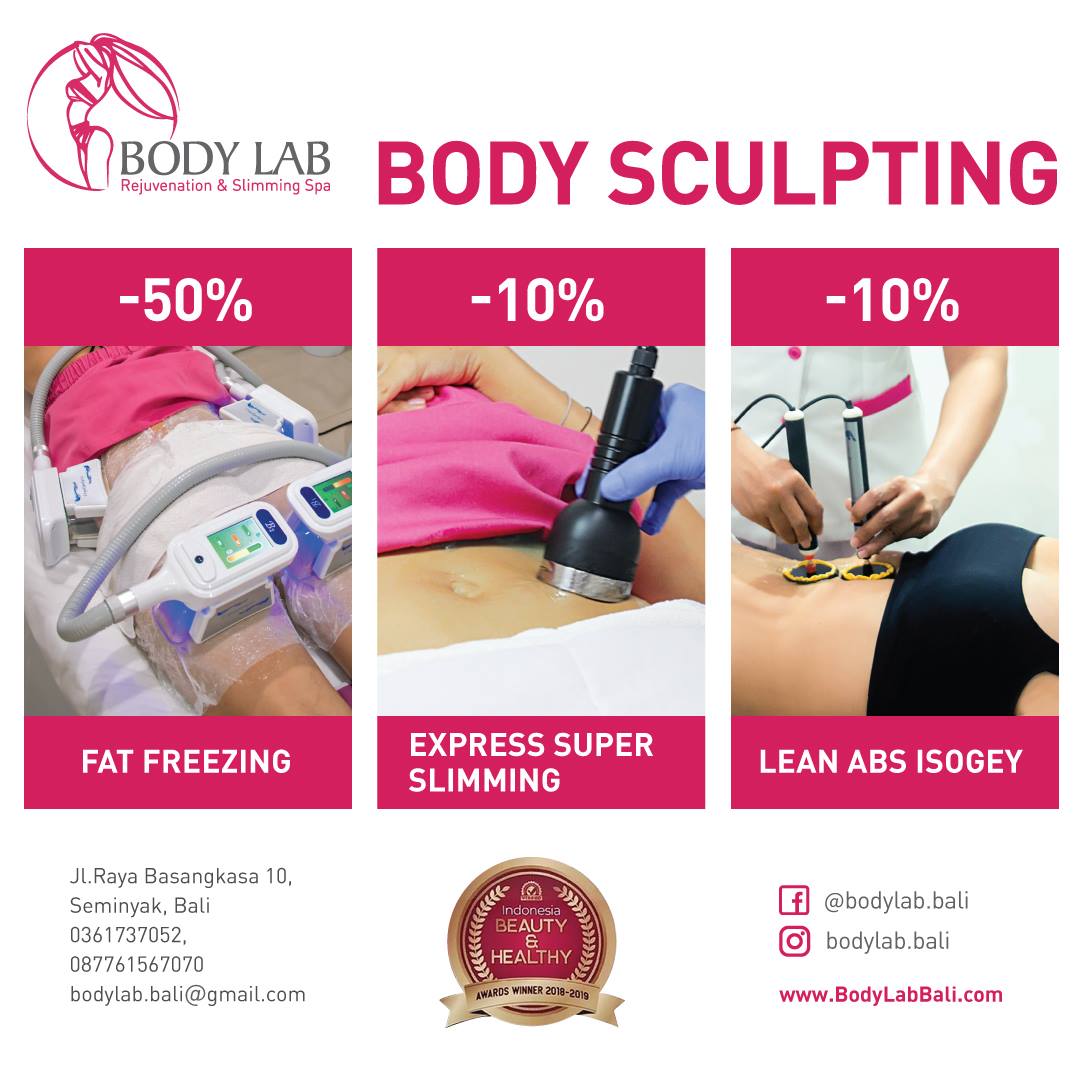 BODY LAB
Rejuvenation & Slimming Spa
BODY SCULPTING
-50%
-10%
-10%
FAT FREEZING
EXPRESS SUPER
SLIMMING
LEAN ABS ISOGEY
Jl.Raya Basangkasa 10,
Seminyak, Bali
0361737052,
087761567070
bodylab.bali@gmail.com
Indonesia
BEAUTY
&
HEALTHY
AWARDS WINNER 2018-2019
@bodylab.bali
bodylab.bali
www.BodyLabBali.com